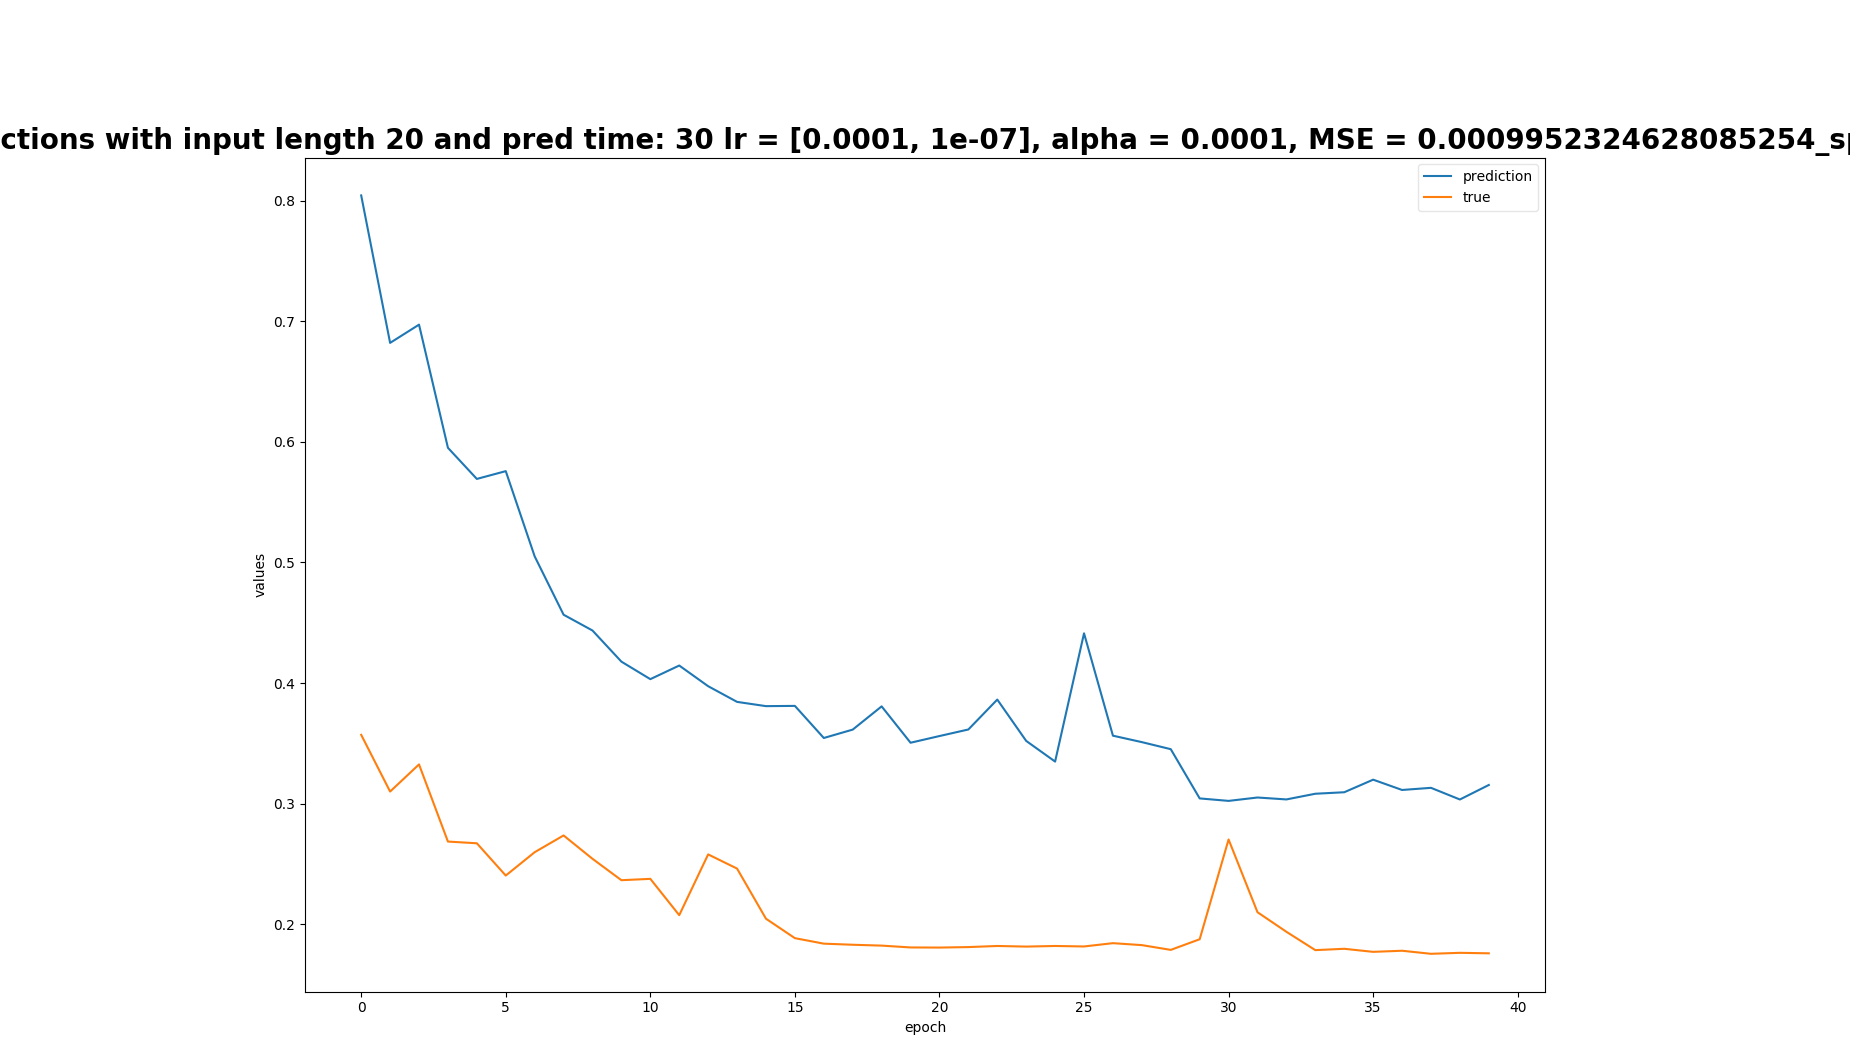 ctions with input length 20 and pred time: 30 lr = [0.0001, 1e-07], alpha = 0.0001, MSE = 0.0009952324628085254_sp
prediction
true
0.8
0.7
0.6
0.5
0.4
0.3
0.2
values
0 5 10 15 20 25 30 35 40
epoch